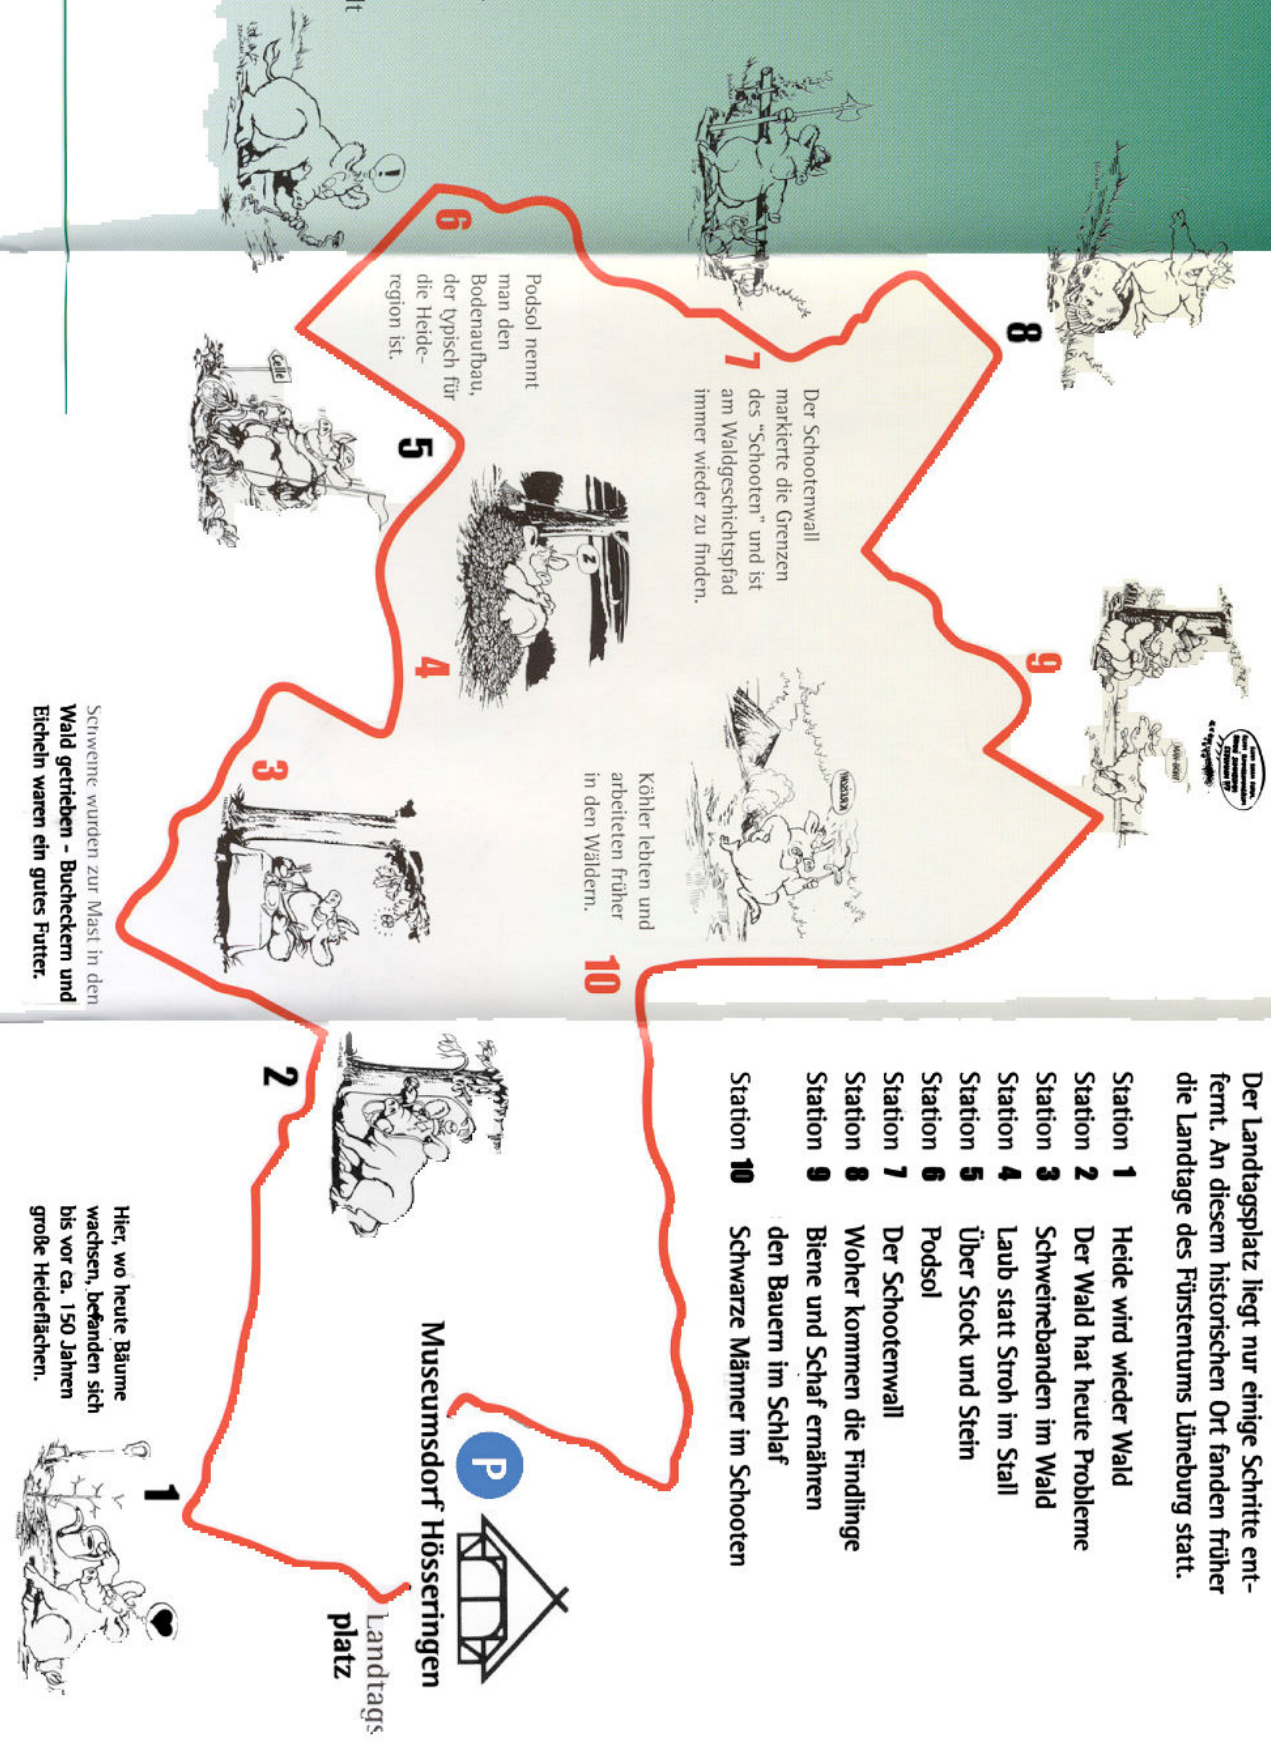 Der Landtagsplatz liegt nur einige Schritte ent-
fernt. An diesem historischen Ort fanden früher
die Landtage des Fürstentums Lüneburg statt.
Station 1 Heide wird wieder Wald
Station 2 Der Wald hat heute Probleme
Station 3 Schweinebanden im Wald
Station 4 Laub statt Stroh im Stall
Station 5 Über Stock und Stein
Station 6 Podsol
Station 7 Der Schootenwall
Station 8 Woher kommen die Findlinge
Station 9 Biene und Schaf ernähren
den Bauern im Schlaf
Station 10 Schwarze Männer im Schooten
8
9
7
Der Schootenwall
markierte die Grenzen
des "Schooten" und ist
am Waldgeschichtspfad
immer wieder zu finden.
10
Köhler lebten und
arbeiteten früher
in den Wäldern.
6
Podsol nennt
man den
Bodenaufbau,
der typisch für
die Heide-
region ist.
!
Celle
5
4
z
3
Schweine wurden zur Mast in den
Wald getrieben - Bucheckern und
Eicheln waren ein gutes Futter.
2
P
Museumsdorf Hösseringen
Landtags
platz
1
Hier, wo heute Bäume
wachsen, befanden sich
bis vor ca. 150 Jahren
große Heideflächen.